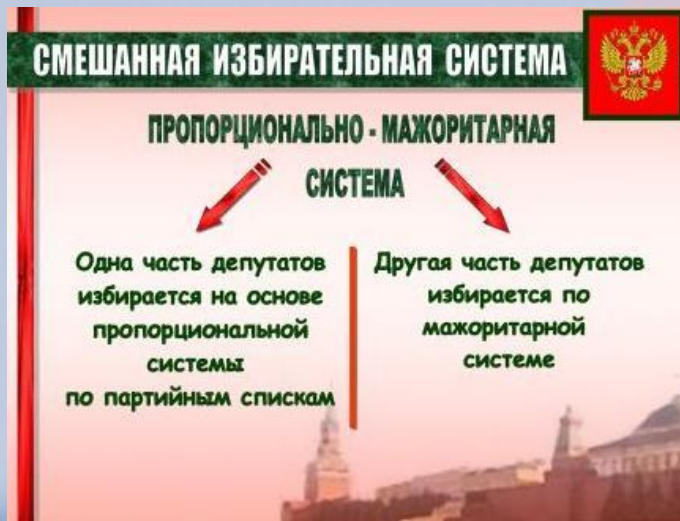 СМЕШАННАЯ ИЗБИРАТЕЛЬНАЯ СИСТЕМА
ПРОПОРЦИОНАЛЬНО - МАЖОРИТАРНАЯ
СИСТЕМА
Одна часть депутатов
избирается на основе
пропорциональной
системы
по партийным спискам
Другая часть депутатов
избирается по
мажоритарной
системе